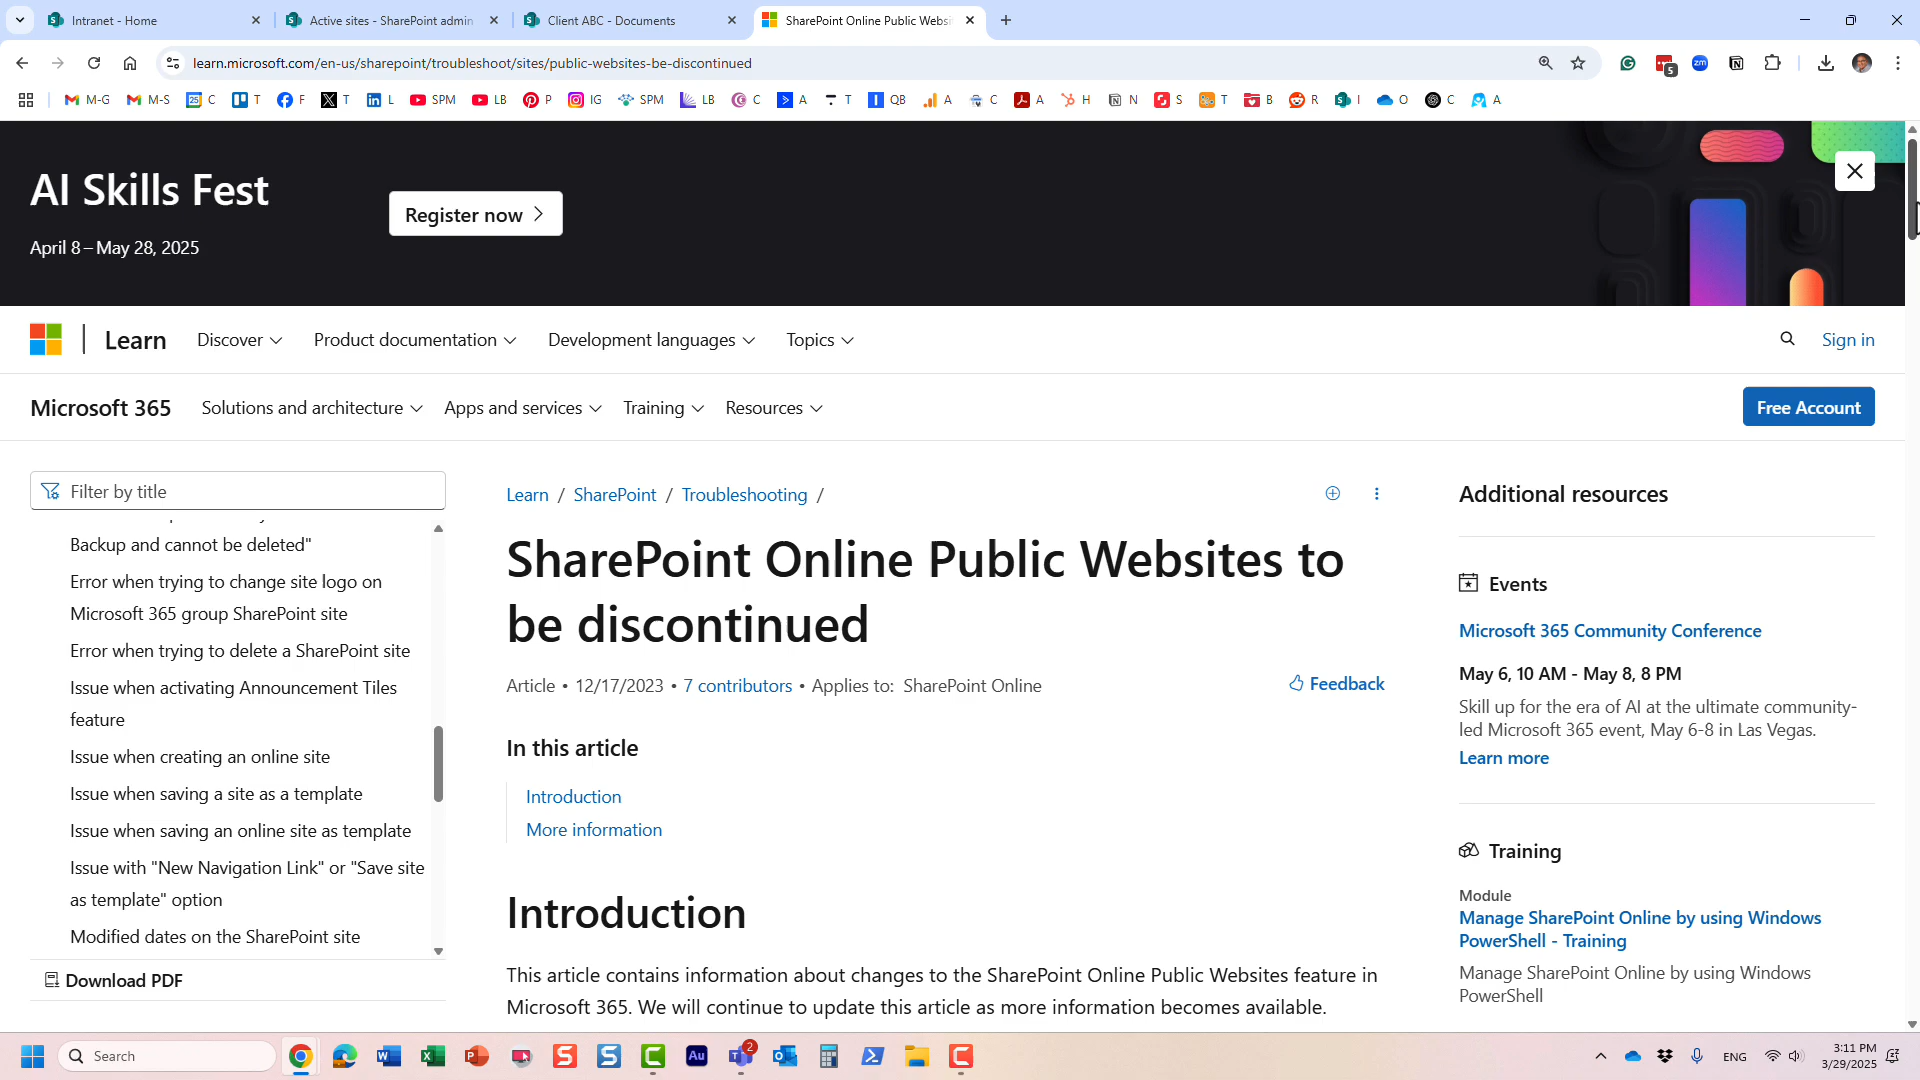 Intranet - Home
Active sites - SharePoint admin
Client ABC - Documents
SharePoint Online Public Websi
learn.microsoft.com/en-us/sharepoint/troubleshoot/sites/public-websites-be-discontinued
5
zm
M-G
M-S
C
T
F
T
L
SPM
LB
P
IG
SPM
LB
C
A
T
QB
A
C
A
H
N
S
T
B
R
I
O
C
A
AI Skills Fest
Register now
April 8 – May 28, 2025
Learn
Discover
Product documentation
Development languages
Topics
Sign in
Microsoft 365
Solutions and architecture
Apps and services
Training
Resources
Free Account
Filter by title
Backup and cannot be deleted"
Error when trying to change site logo on
Microsoft 365 group SharePoint site
Error when trying to delete a SharePoint site
Issue when activating Announcement Tiles
feature
Issue when creating an online site
Issue when saving a site as a template
Issue when saving an online site as template
Issue with "New Navigation Link" or "Save site
as template" option
Modified dates on the SharePoint site
Download PDF
Learn / SharePoint / Troubleshooting /
SharePoint Online Public Websites to
be discontinued
Article • 12/17/2023 • 7 contributors • Applies to: SharePoint Online
Feedback
In this article
Introduction
More information
Introduction
This article contains information about changes to the SharePoint Online Public Websites feature in
Microsoft 365. We will continue to update this article as more information becomes available.
Additional resources
Events
Microsoft 365 Community Conference
May 6, 10 AM - May 8, 8 PM
Skill up for the era of AI at the ultimate community-
led Microsoft 365 event, May 6-8 in Las Vegas.
Learn more
Training
Module
Manage SharePoint Online by using Windows
PowerShell - Training
Manage SharePoint Online by using Windows
PowerShell
Search
Au
2
ENG
3:11 PM
3/29/2025